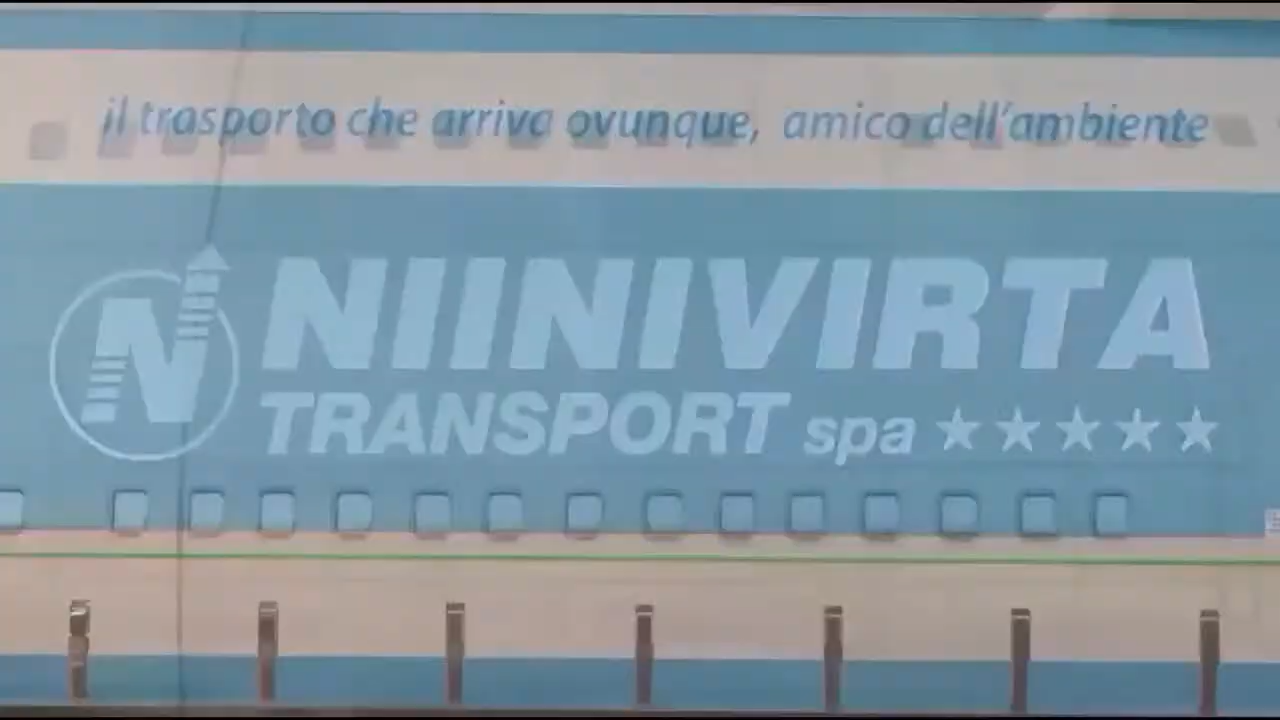 il trasporto che arriva ovunque, amico dell'ambiente
N
NIINIVIRTA
TRANSPORT spa ★★★★★